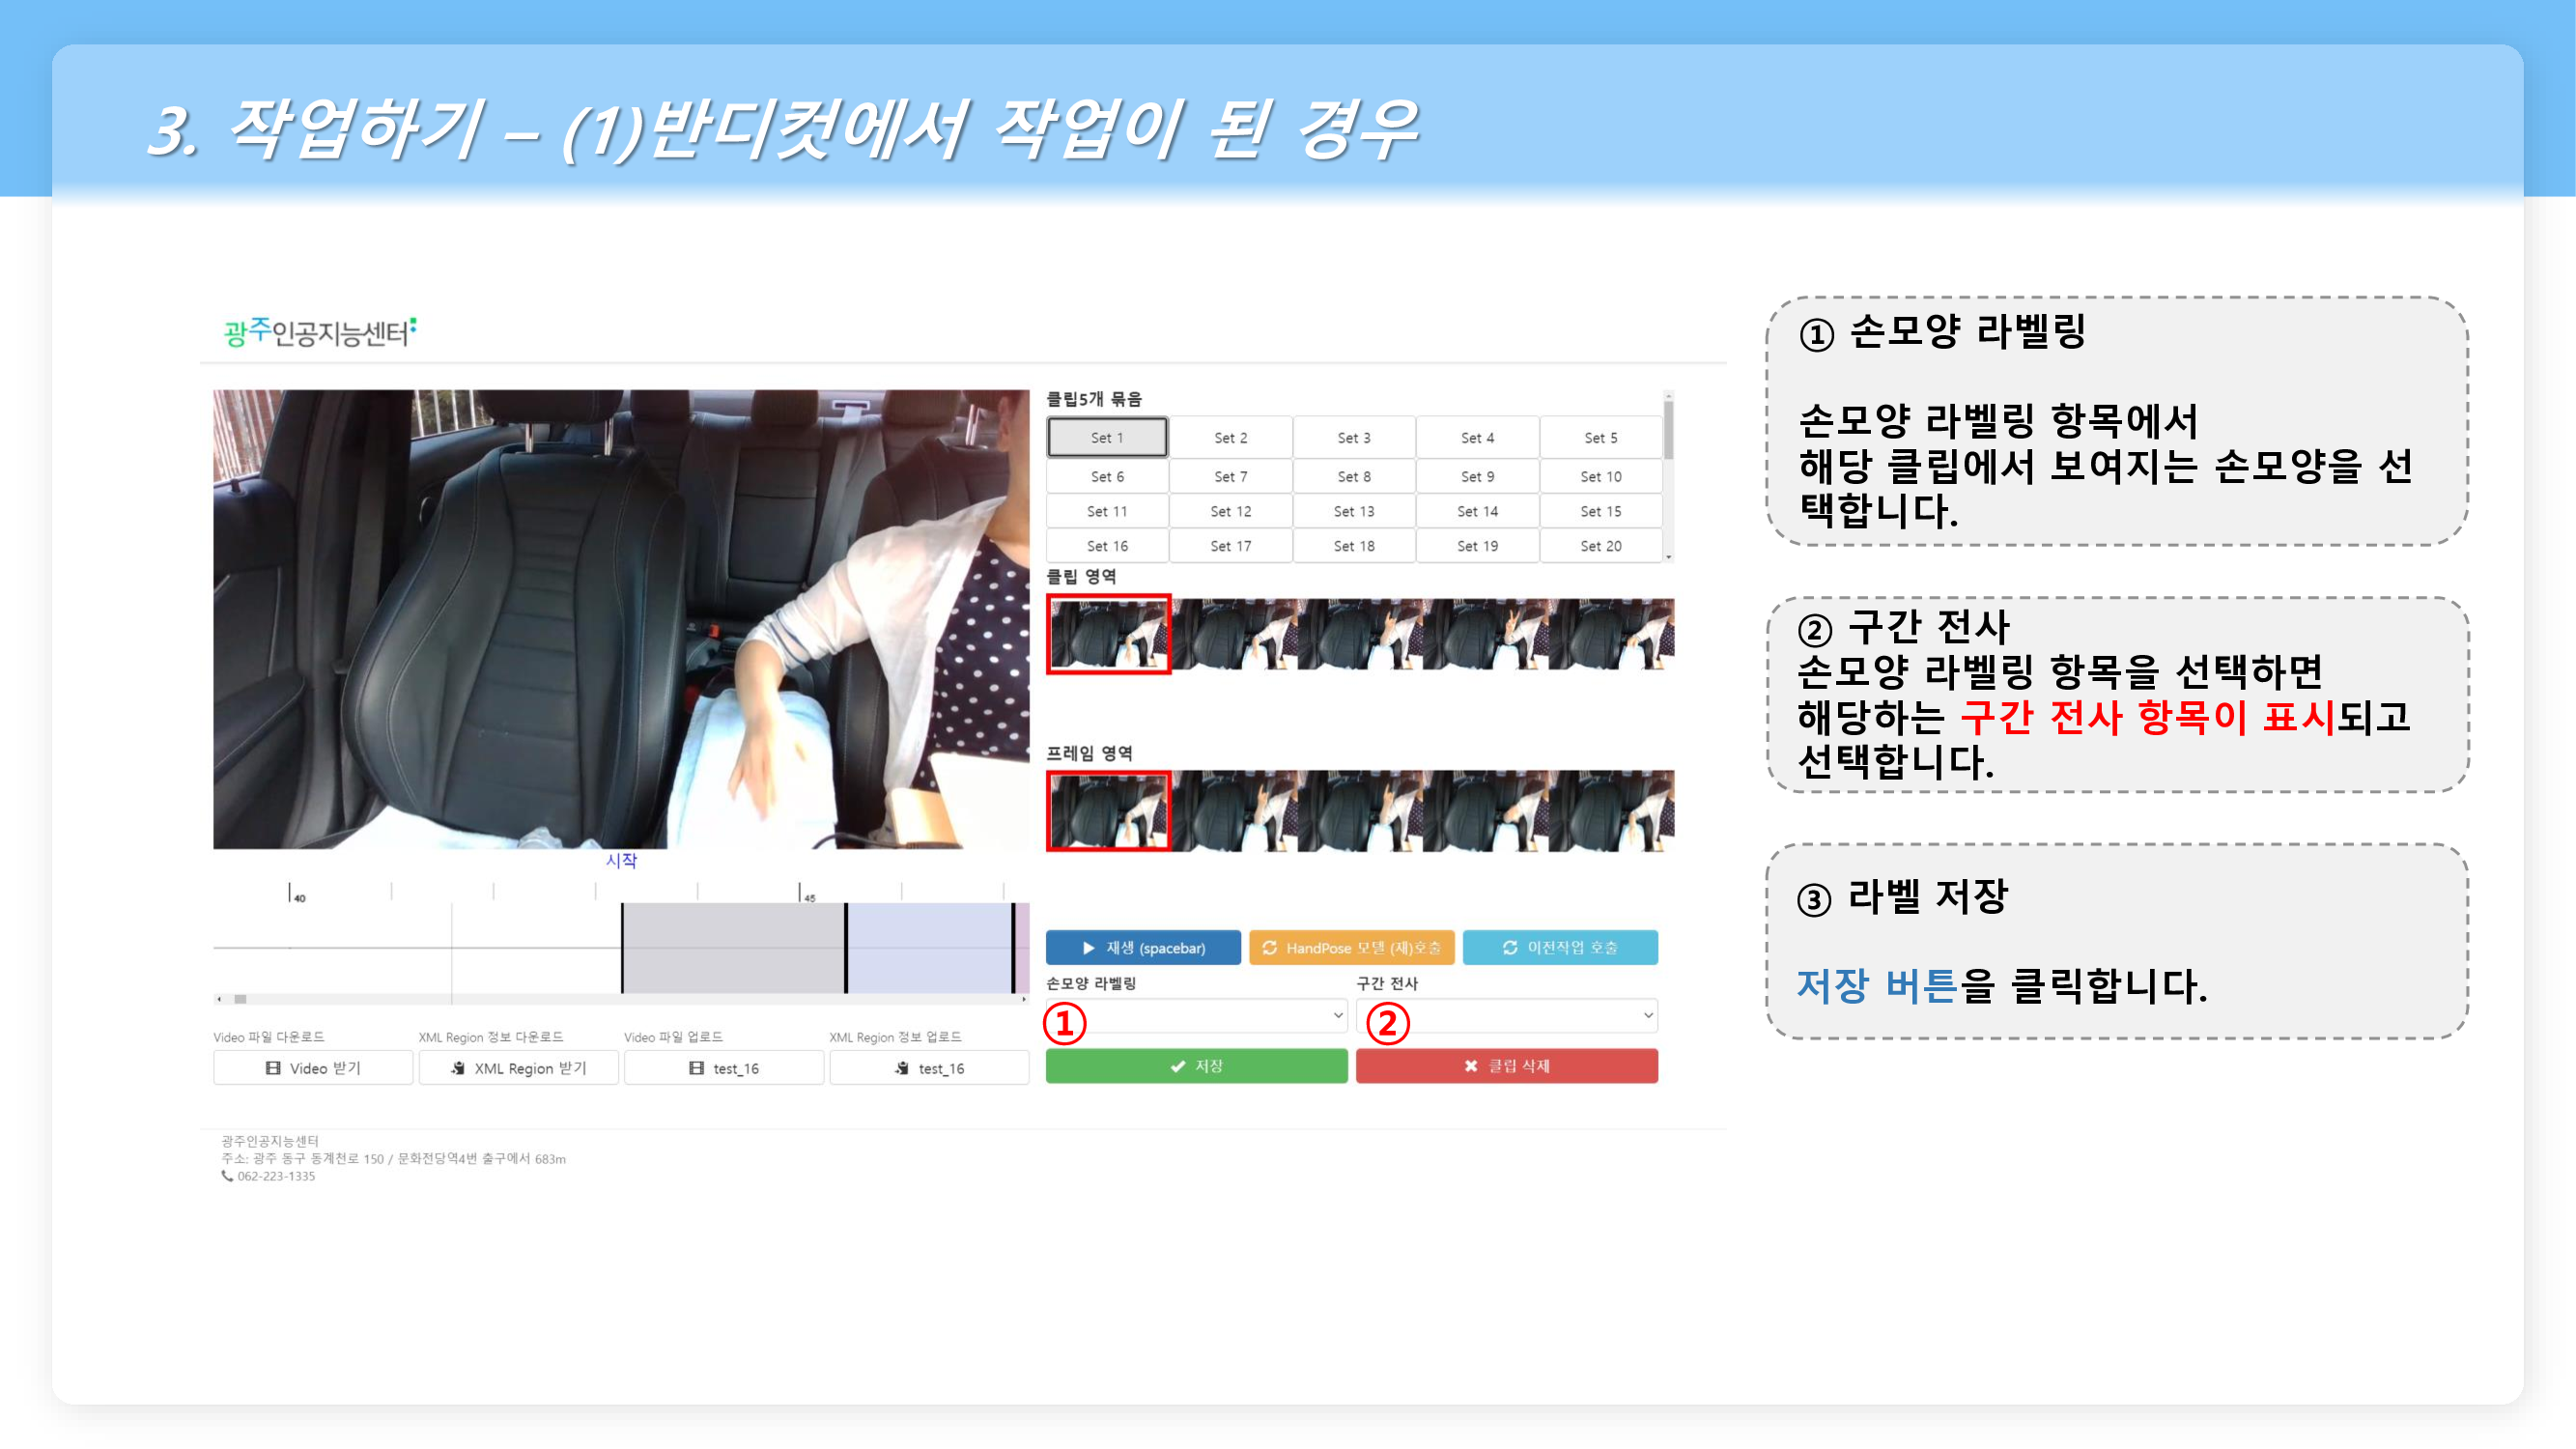 3. 작업하기 – (1)반디컷에서 작업이 된 경우
광주인공지능센터
클립5개 묶음
Set 1 Set 2 Set 3 Set 4 Set 5
Set 6 Set 7 Set 8 Set 9 Set 10
Set 11 Set 12 Set 13 Set 14 Set 15
Set 16 Set 17 Set 18 Set 19 Set 20
클립 영역
프레임 영역
시작
40 45
재생 (spacebar) HandPose 모델 (재)호출 이전작업 호출
손모양 라벨링 구간 전사
① ②
저장 클립 삭제
Video 파일 다운로드 XML Region 정보 다운로드 Video 파일 업로드 XML Region 정보 업로드
Video 받기 XML Region 받기 test_16 test_16
광주인공지능센터
주소: 광주 동구 동계천로 150 / 문화전당역4번 출구에서 683m
062-223-1335
① 손모양 라벨링
손모양 라벨링 항목에서
해당 클립에서 보여지는 손모양을 선
택합니다.
② 구간 전사
손모양 라벨링 항목을 선택하면
해당하는 구간 전사 항목이 표시되고
선택합니다.
③ 라벨 저장
저장 버튼을 클릭합니다.